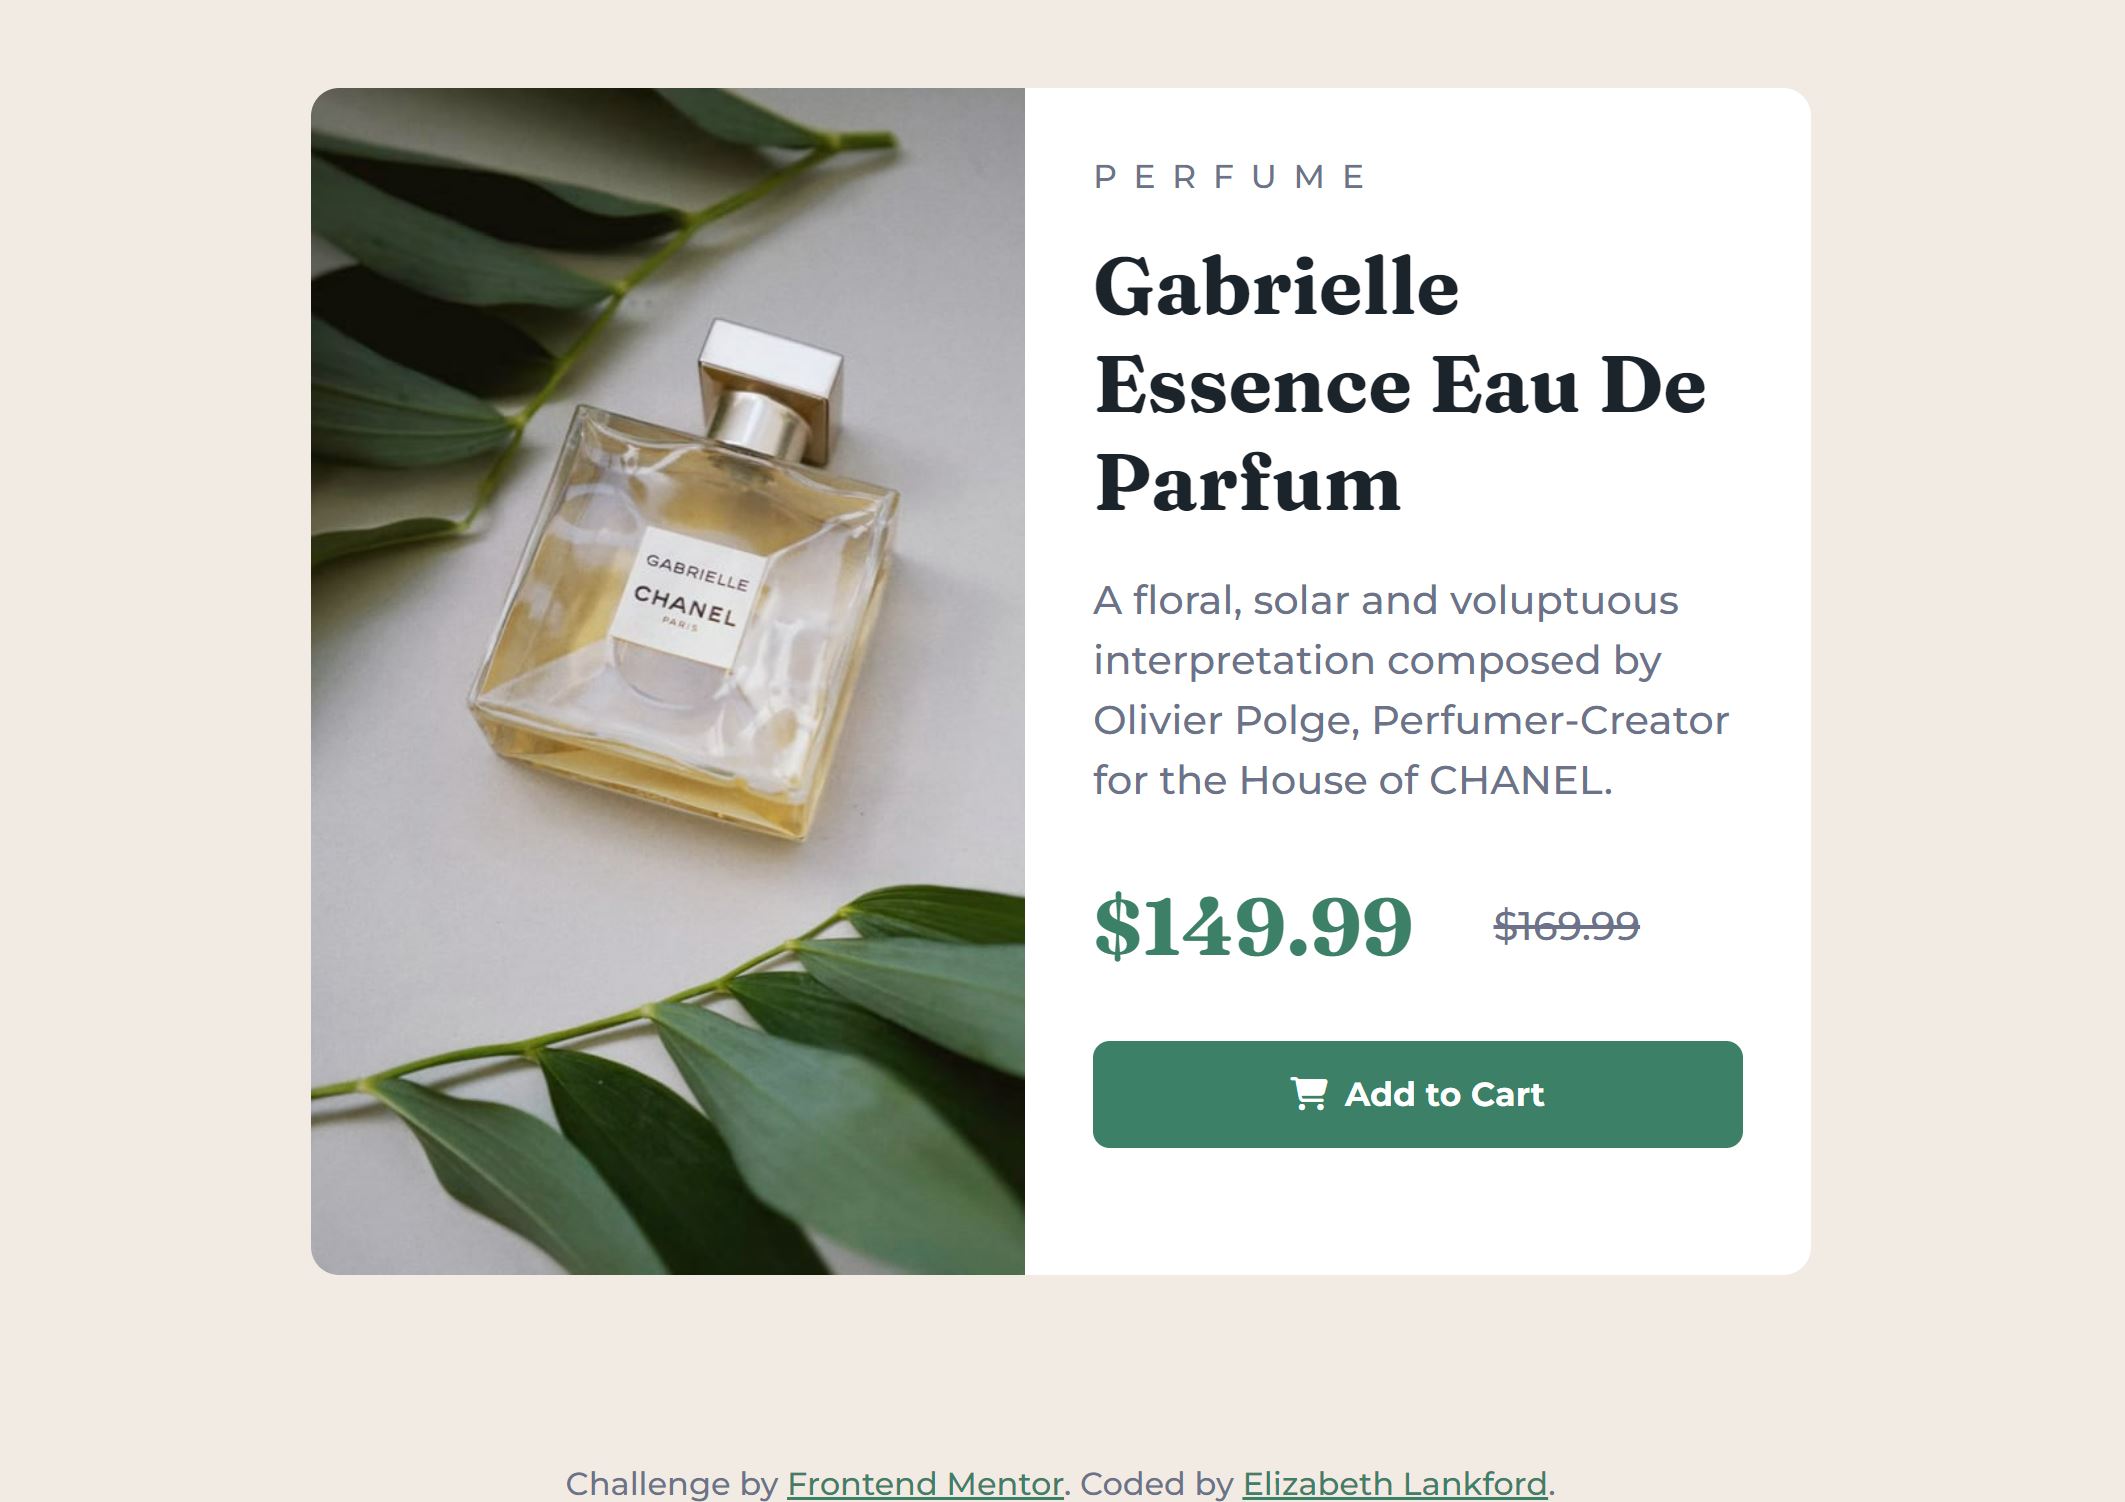 GABRIELLE
CHANEL
PARIS
PERFUME
Gabrielle
Essence Eau De
Parfum
A floral, solar and voluptuous
interpretation composed by
Olivier Polge, Perfumer-Creator
for the House of CHANEL.
$149.99 $169.99
Add to Cart
Challenge by Frontend Mentor. Coded by Elizabeth Lankford.